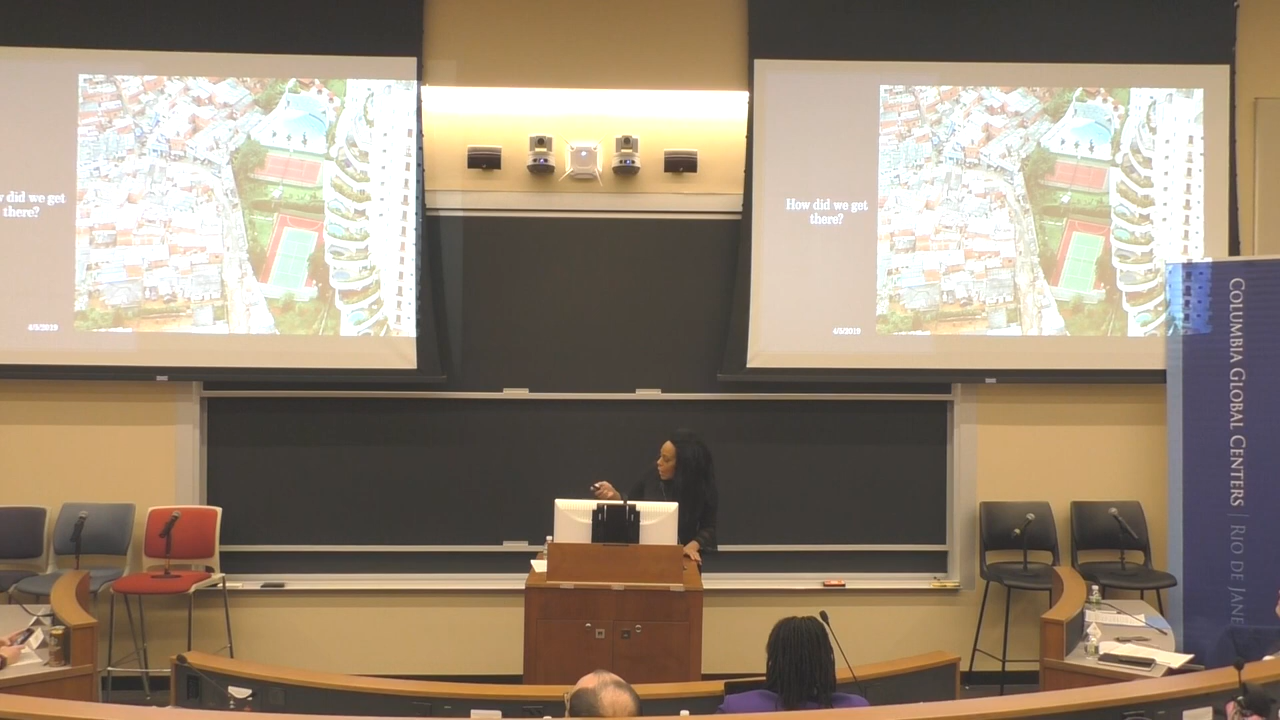 did we get
there?
4/5/2019
How did we get
there?
4/5/2019
COLUMBIA GLOBAL CENTERS | RIO DE JANE